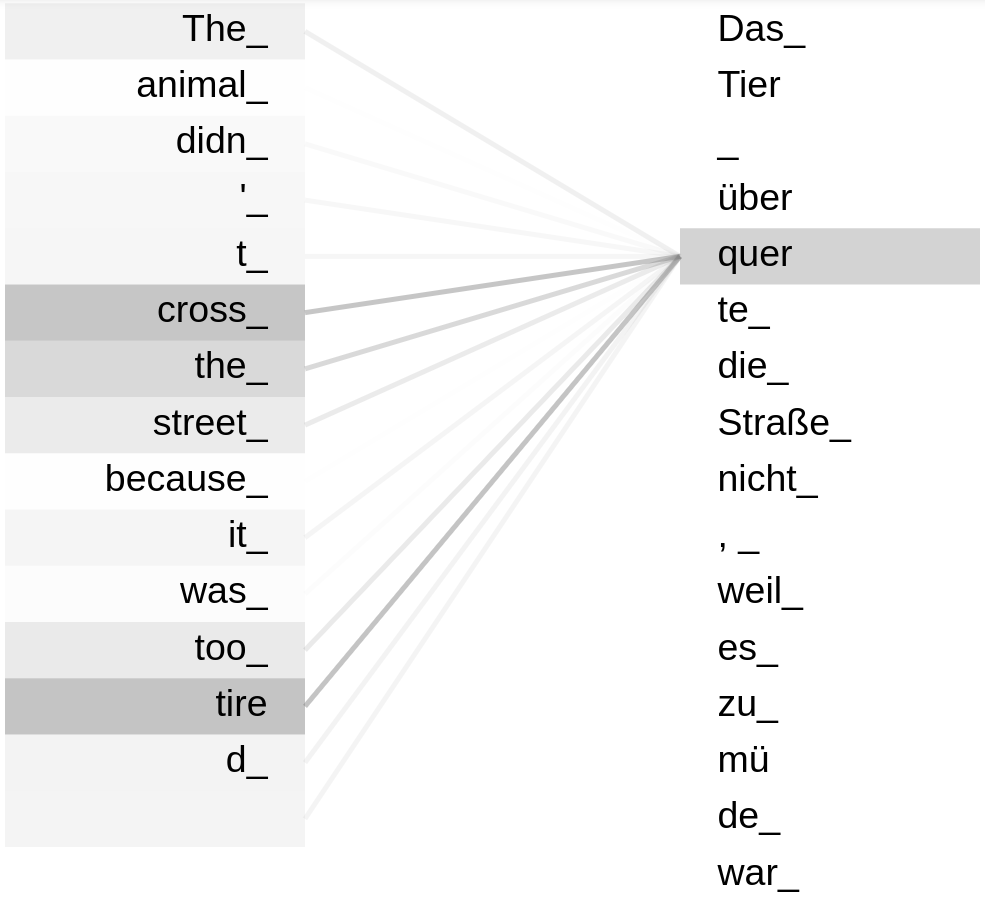 The_
animal_
didn_
'_
t_
cross_
the_
street_
because_
it_
was_
too_
tire
d_
Das_
Tier
_
über
quer
te_
die_
Straße_
nicht_
, _
weil_
es_
zu_
mü
de_
war_